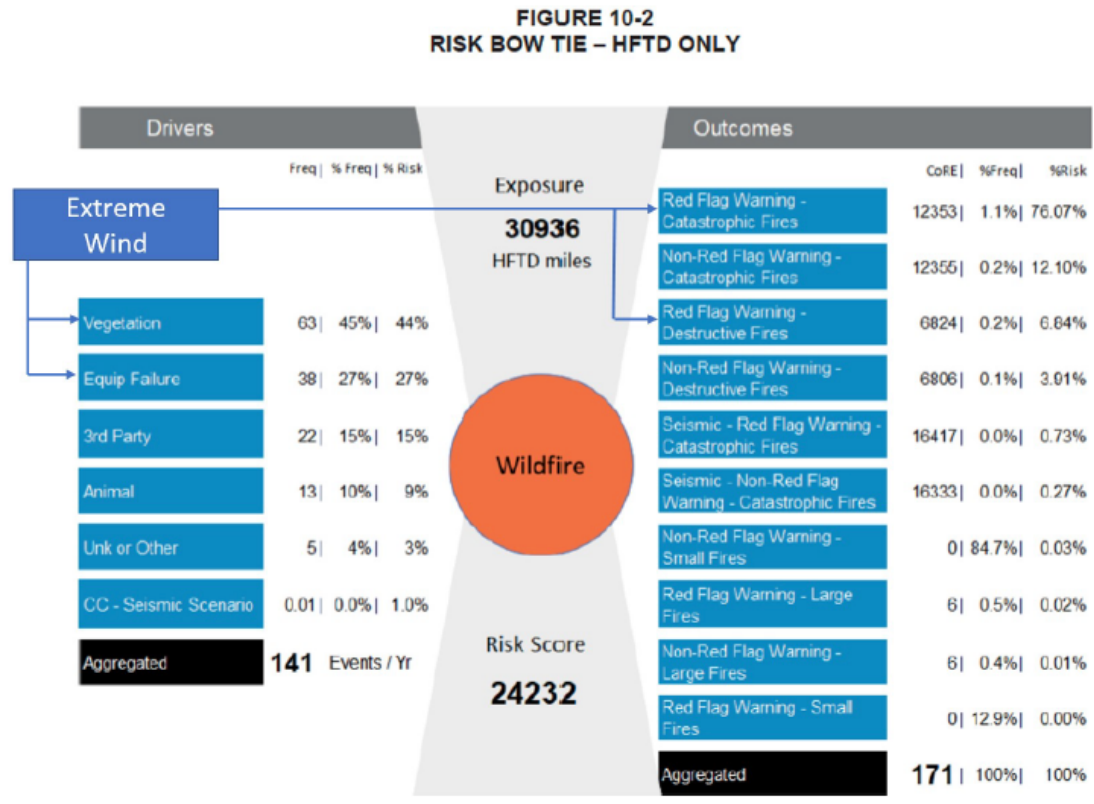 FIGURE 10-2
RISK BOW TIE – HFTD ONLY
Drivers
Freq| % Freq| % Risk
Extreme
Wind
Vegetation 63| 45%| 44%
Equip Failure 38| 27%| 27%
3rd Party 22| 15%| 15%
Animal 13| 10%| 9%
Unk or Other 5| 4%| 3%
CC - Seismic Scenario 0.01| 0.0%| 1.0%
Aggregated 141 Events / Yr
Exposure
30936
HFTD miles
Wildfire
Risk Score
24232
Outcomes
CoRE| %Freq| %Risk
Red Flag Warning -
Catastrophic Fires 12353| 1.1%| 76.07%
Non-Red Flag Warning -
Catastrophic Fires 12355| 0.2%| 12.10%
Red Flag Warning -
Destructive Fires 6824| 0.2%| 6.84%
Non-Red Flag Warning -
Destructive Fires 6806| 0.1%| 3.91%
Seismic - Red Flag Warning -
Catastrophic Fires 16417| 0.0%| 0.73%
Seismic - Non-Red Flag
Warning - Catastrophic Fires 16333| 0.0%| 0.27%
Non-Red Flag Warning -
Small Fires 0| 84.7%| 0.03%
Red Flag Warning - Large
Fires 6| 0.5%| 0.02%
Non-Red Flag Warning -
Large Fires 6| 0.4%| 0.01%
Red Flag Warning - Small
Fires 0| 12.9%| 0.00%
Aggregated 171| 100%| 100%